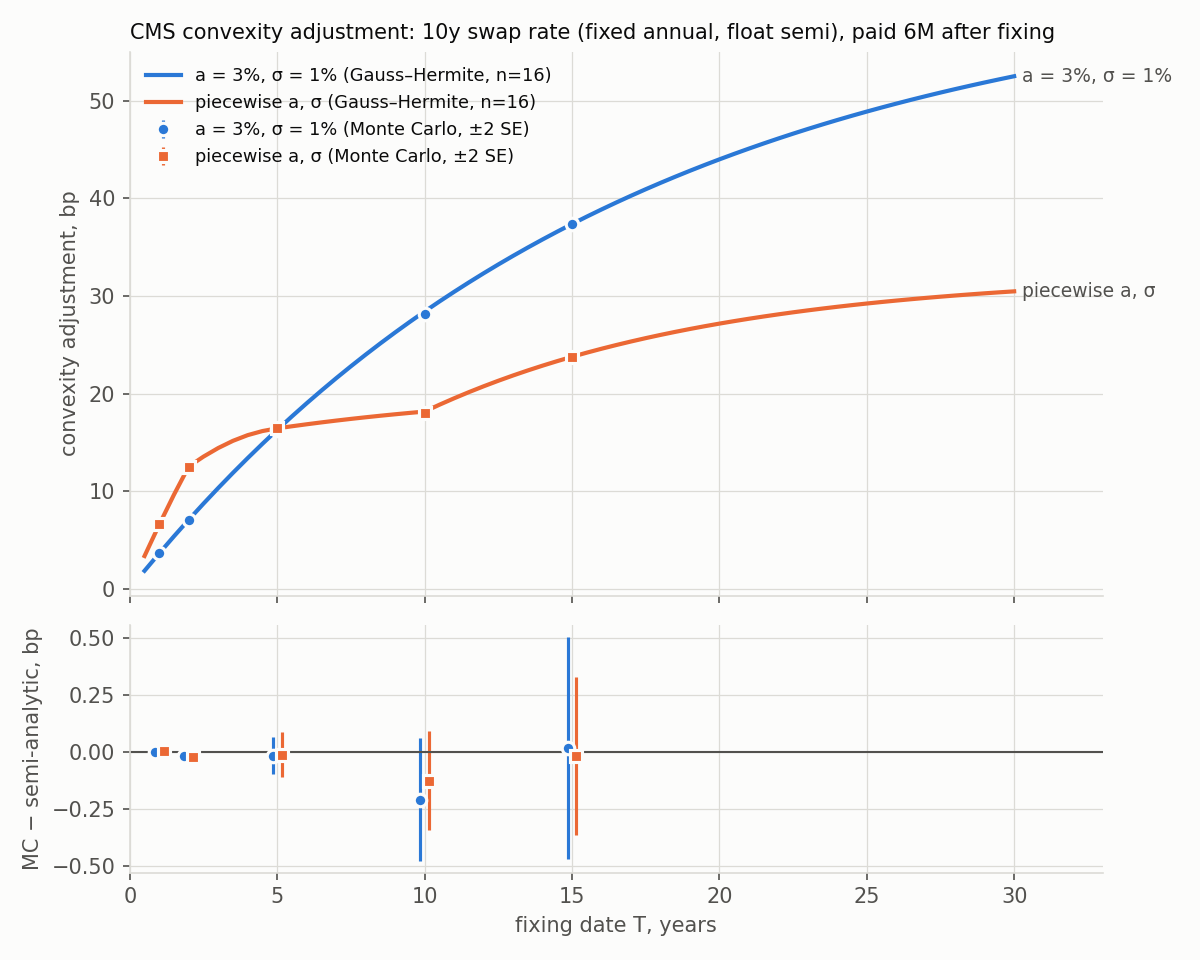 CMS convexity adjustment: 10y swap rate (fixed annual, float semi), paid 6M after fixing
a = 3%, σ = 1% (Gauss–Hermite, n=16)
piecewise a, σ (Gauss–Hermite, n=16)
a = 3%, σ = 1% (Monte Carlo, ±2 SE)
piecewise a, σ (Monte Carlo, ±2 SE)
a = 3%, σ = 1%
piecewise a, σ
convexity adjustment, bp
50
40
30
20
10
0
MC − semi-analytic, bp
0.50
0.25
0.00
−0.25
−0.50
0 5 10 15 20 25 30
fixing date T, years